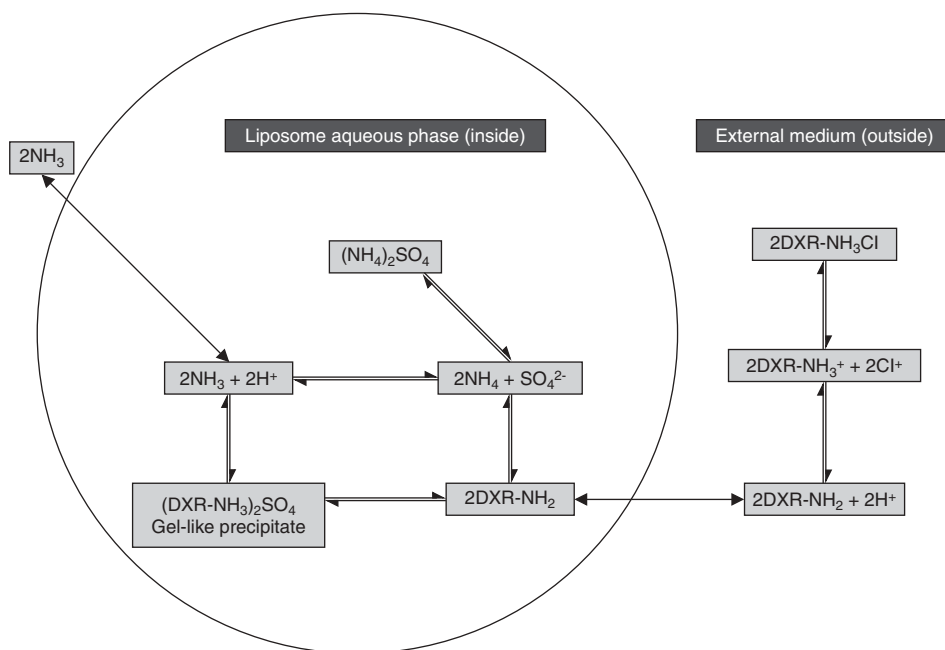 Liposome aqueous phase (inside)
External medium (outside)
2NH₃
2DXR-NH₃Cl
(NH₄)₂SO₄
2NH₃ + 2H⁺
2NH₄ + SO₄²⁻
2DXR-NH₃⁺ + 2Cl⁺
(DXR-NH₃)₂SO₄
Gel-like precipitate
2DXR-NH₂
2DXR-NH₂ + 2H⁺